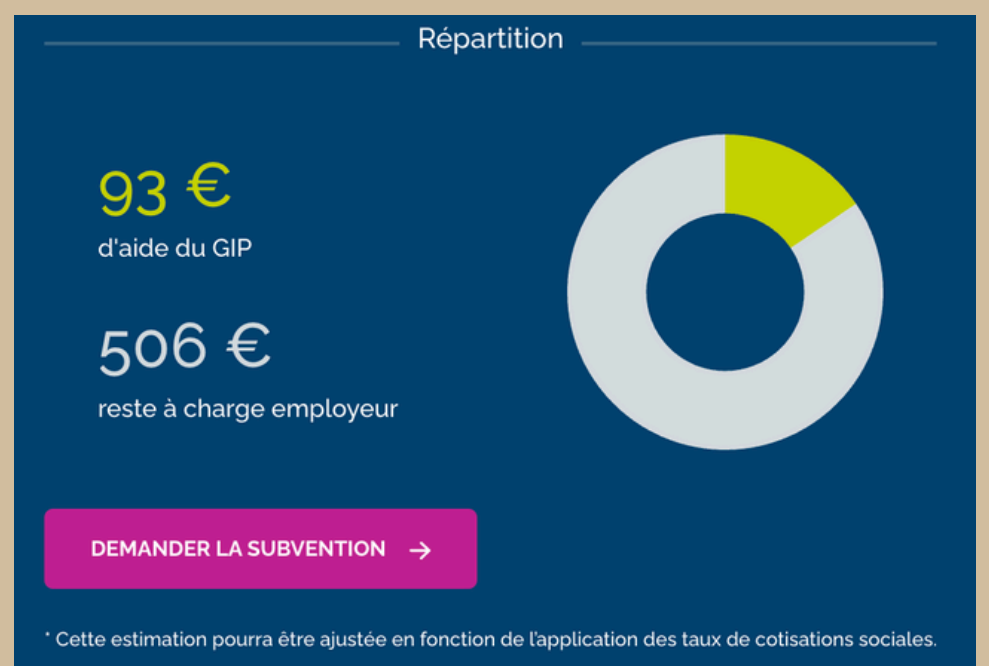 Répartition
93 €
d'aide du GIP
506 €
reste à charge employeur
DEMANDER LA SUBVENTION →
* Cette estimation pourra être ajustée en fonction de l'application des taux de cotisations sociales.